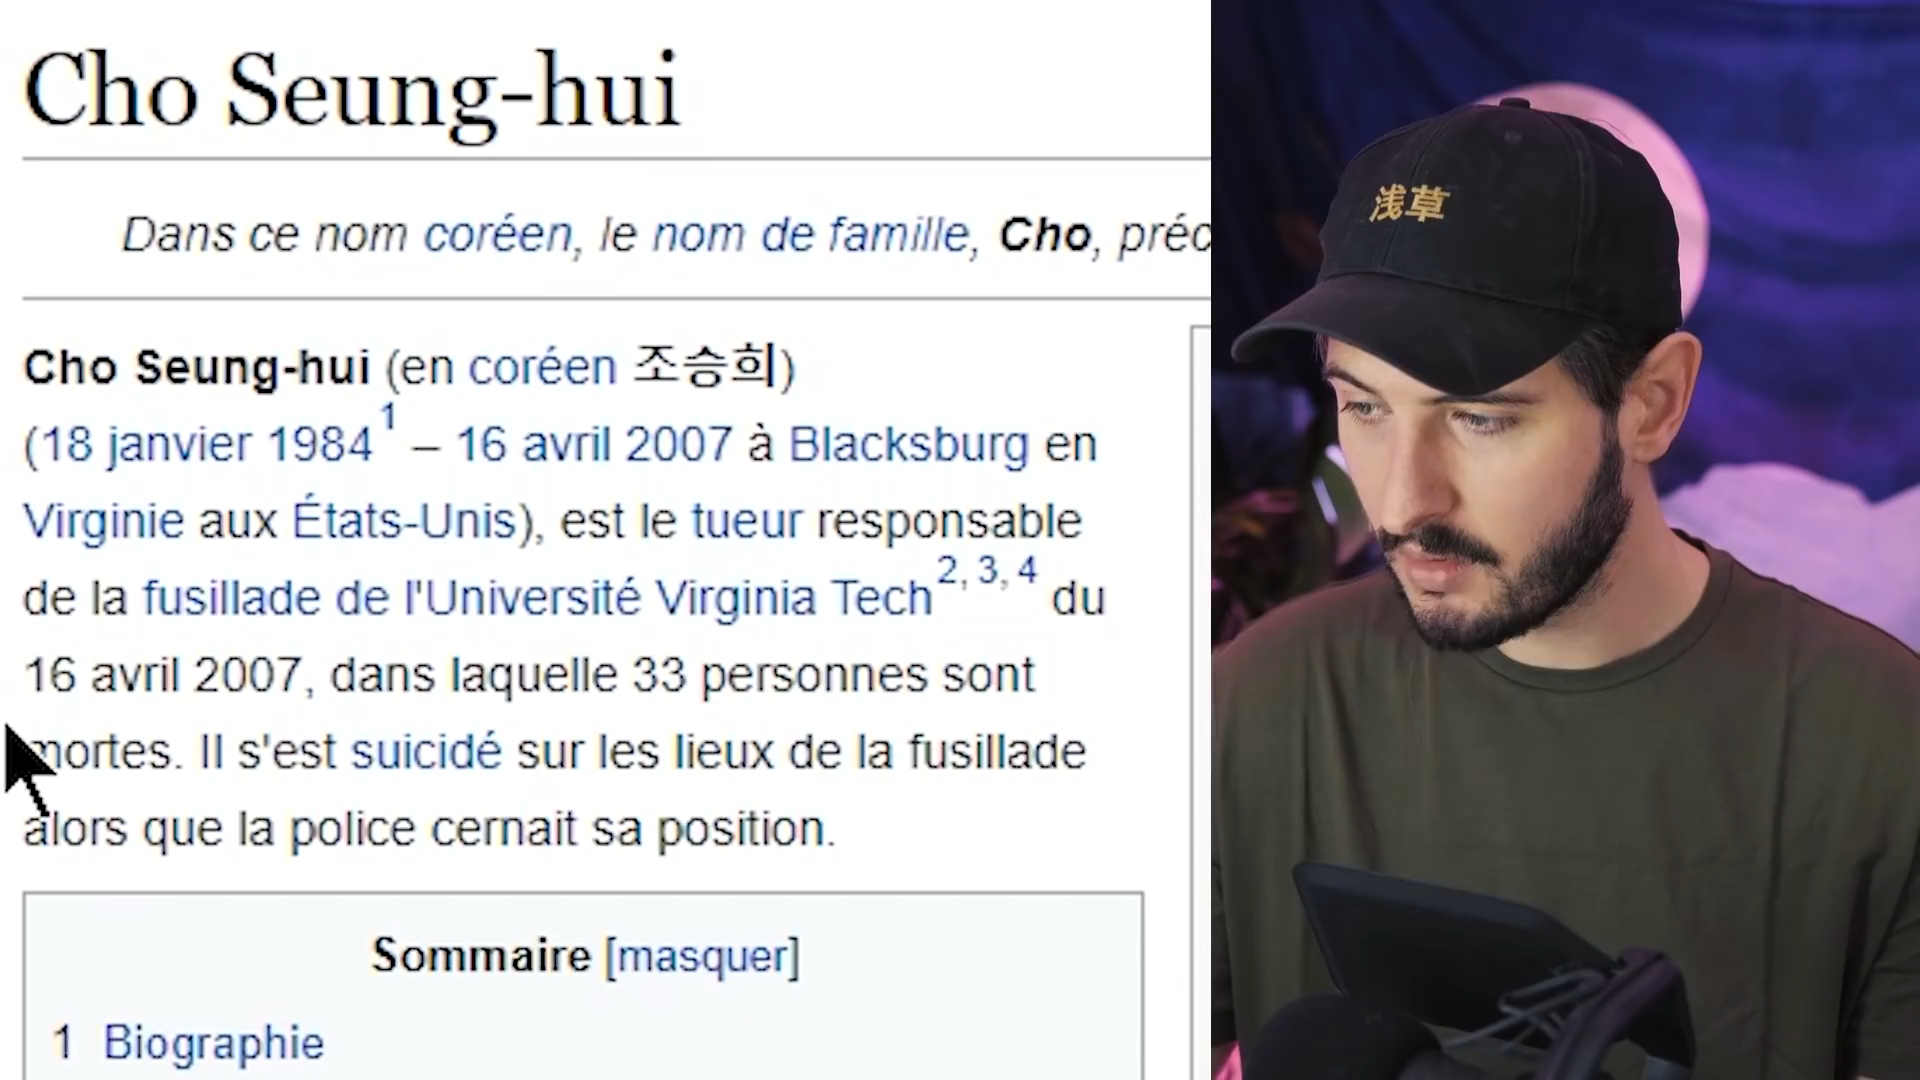 Cho Seung-hui
Dans ce nom coréen, le nom de famille, Cho, préc
Cho Seung-hui (en coréen 조승희)
(18 janvier 1984¹ – 16 avril 2007 à Blacksburg en
Virginie aux États-Unis), est le tueur responsable
de la fusillade de l'Université Virginia Tech²,³,⁴ du
16 avril 2007, dans laquelle 33 personnes sont
mortes. Il s'est suicidé sur les lieux de la fusillade
alors que la police cernait sa position.
Sommaire [masquer]
1 Biographie
浅草